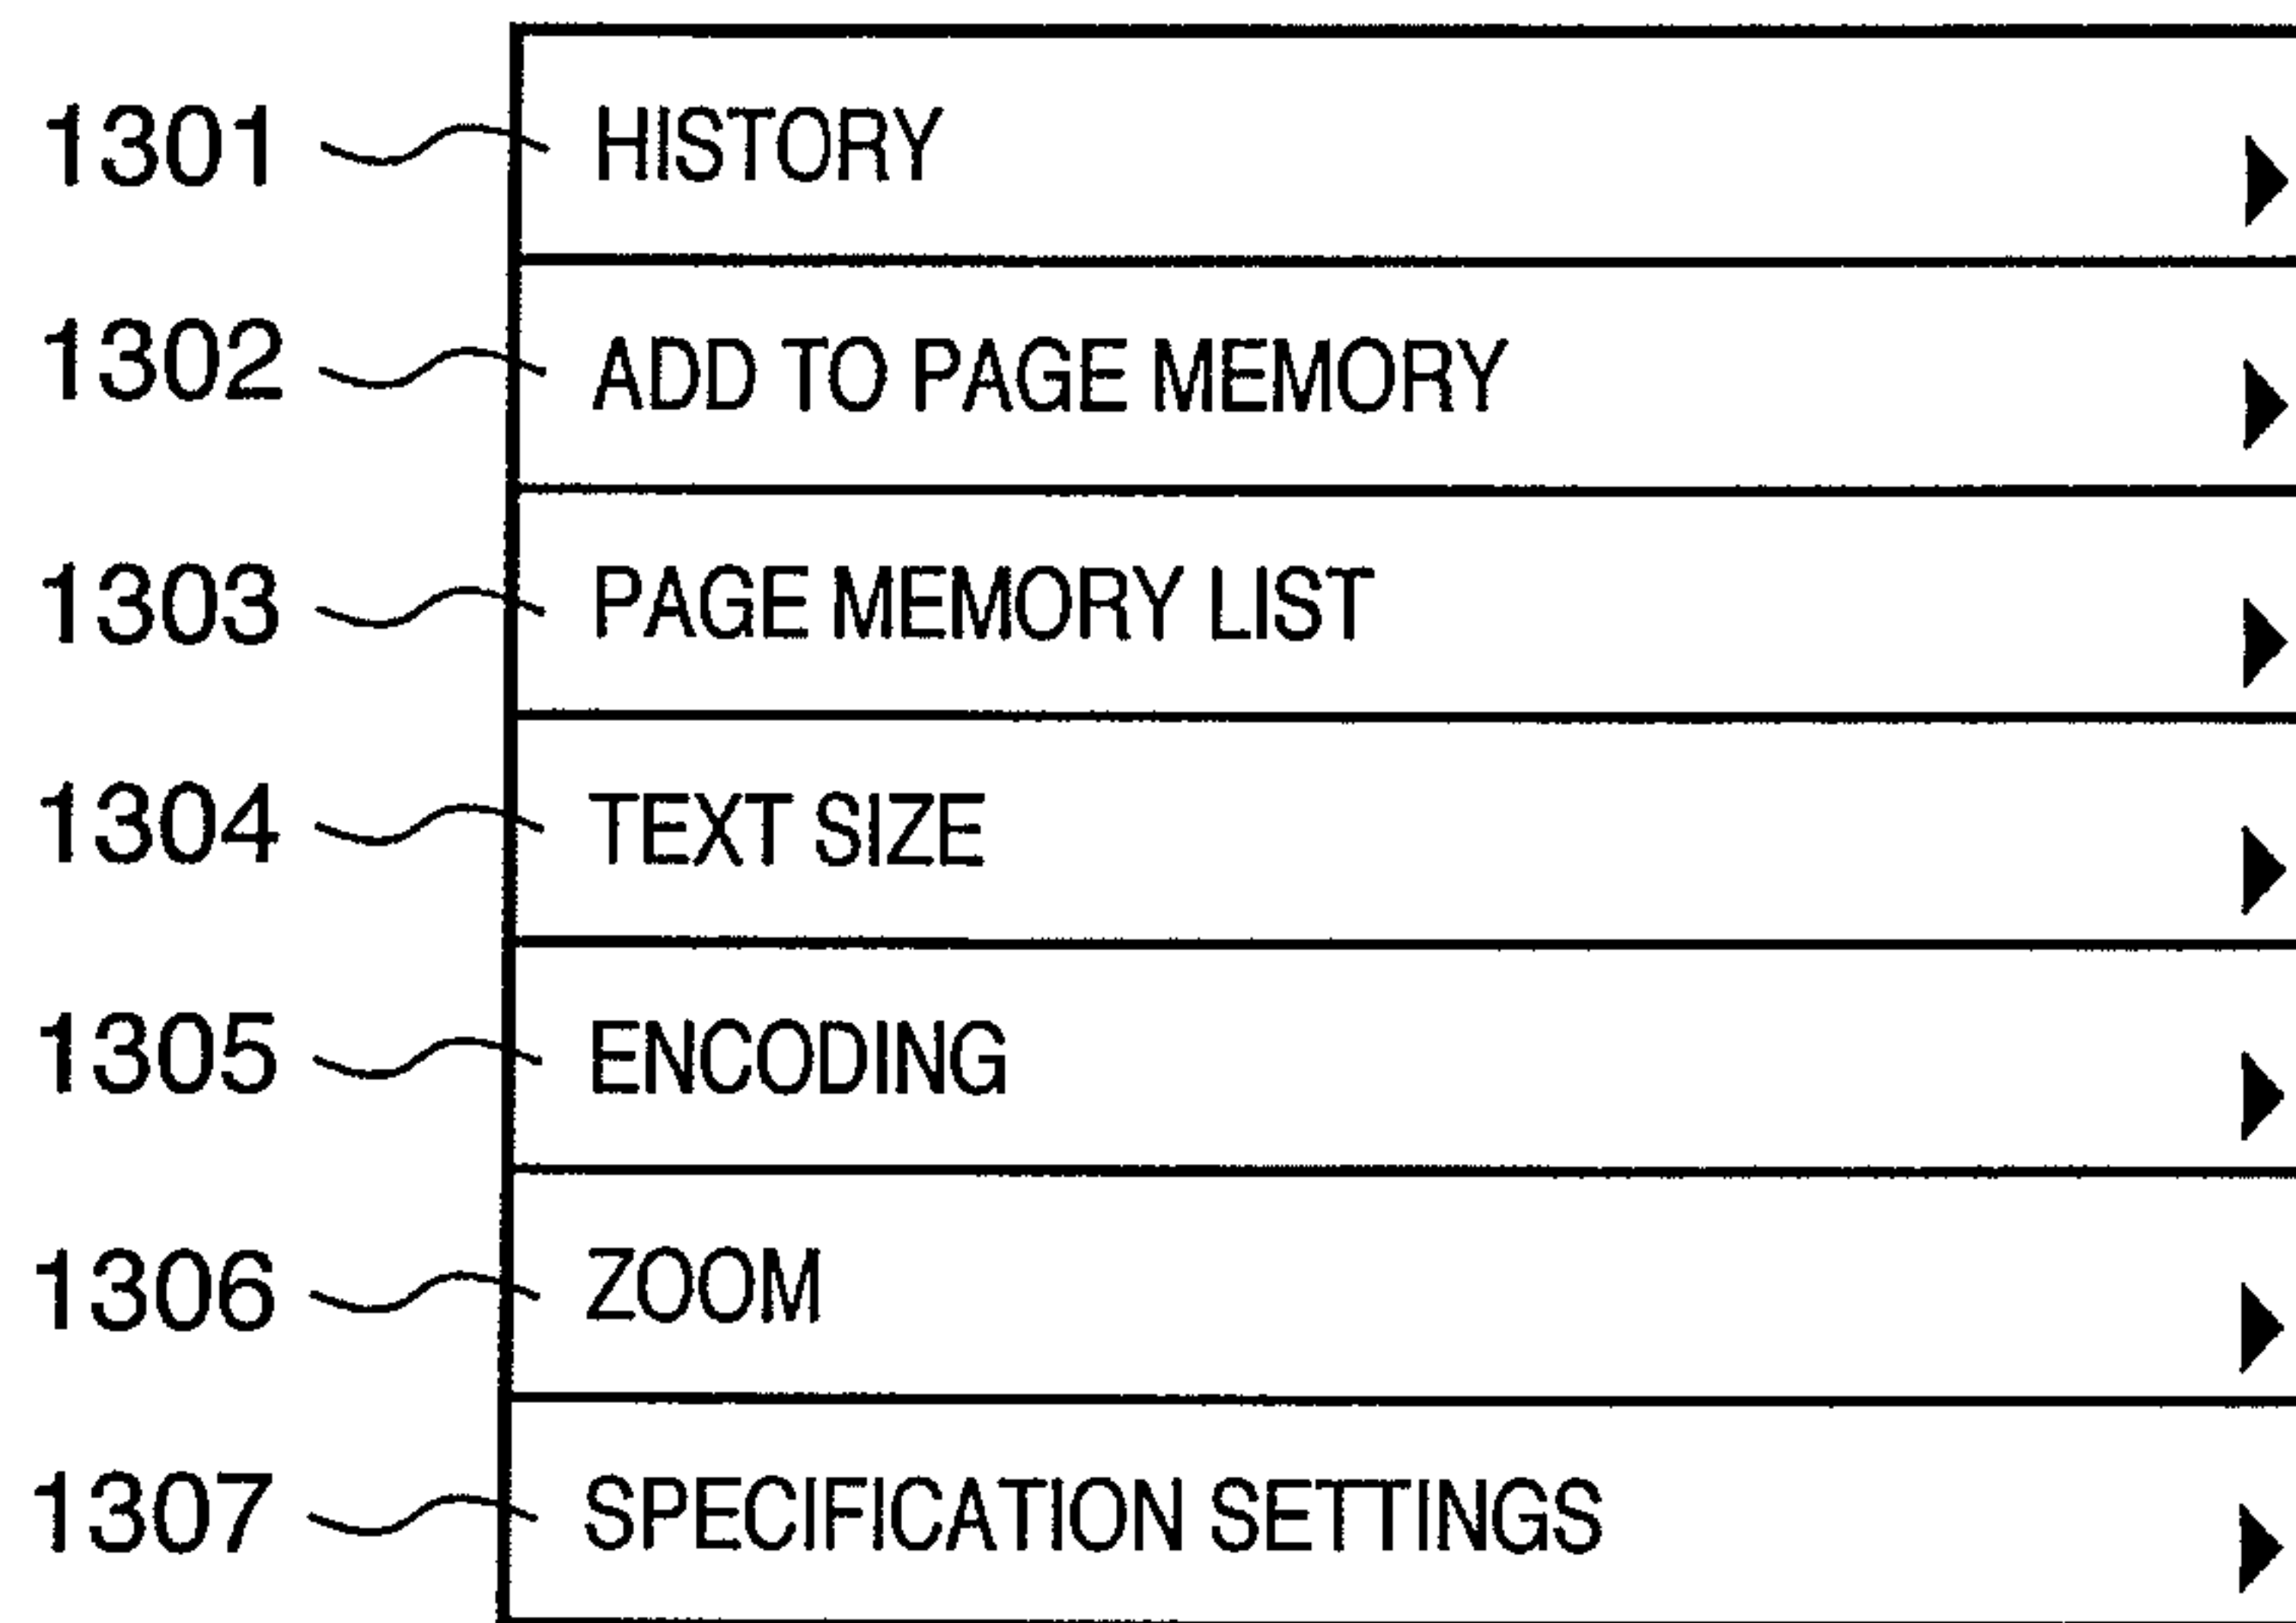 1301 HISTORY
1302 ADD TO PAGE MEMORY
1303 PAGE MEMORY LIST
1304 TEXT SIZE
1305 ENCODING
1306 ZOOM
1307 SPECIFICATION SETTINGS